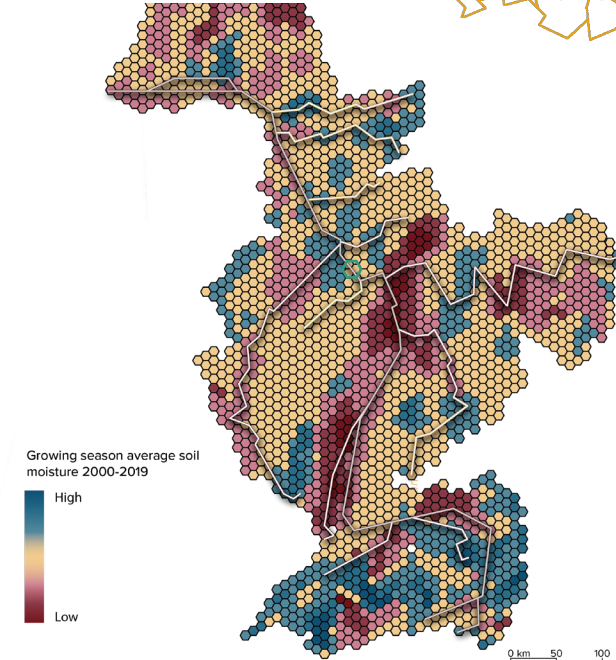 Growing season average soil
moisture 2000-2019
High
Low
0 km 50 100